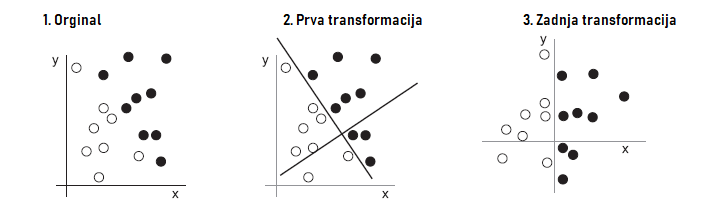 1. Orginal
2. Prva transformacija
3. Zadnja transformacija
y
x
y
x
y
x